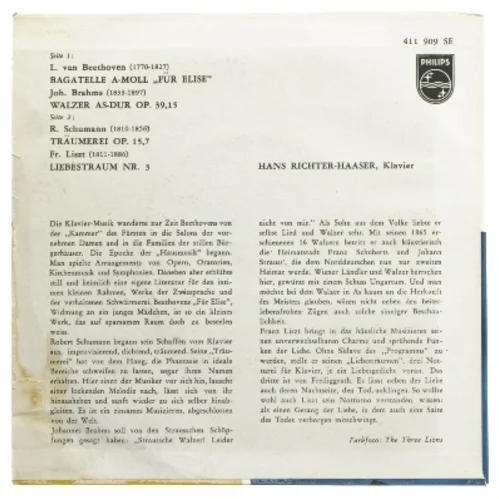 411 909 SE
PHILIPS
Seite 1:
L. van Beethoven (1770-1827)
BAGATELLE A-MOLL „FÜR ELISE"
Joh. Brahms (1833-1897)
WALZER AS-DUR OP. 39,15
Seite 2:
R. Schumann (1810-1856)
TRÄUMEREI OP. 15,7
Fr. Liszt (1811-1886)
LIEBESTRAUM NR. 3
HANS RICHTER-HAASER, Klavier
Die Klavier-Musik wanderte zur Zeit Beethovens von
der „Kammer" des Fürsten in die Salons der vor-
nehmen Damen und in die Familien der stillen Bür-
gerhäuser. Die Epoche der „Hausmusik" begann.
Man spielte Arrangements von Opern, Oratorien,
Kirchenmusik und Symphonien. Daneben aber erblühte
still und heimlich eine eigene Literatur für den inti-
men kleinen Rahmen, Werke der Zwiesprache und
der verhaltenen Schwärmerei. Beethovens „Für Elise",
Widmung an ein junges Mädchen, ist so ein kleines
Werk, das auf sparsamem Raum doch zu beseelen
weiss.
Robert Schumann begann sein Schaffen vom Klavier
aus, improvisierend, dichtend, träumend. Seine „Träu-
merei" hat von dem Hang, die Phantasie in ideale
Bereiche schweifen zu lassen, sogar ihren Namen
erhalten. Hier sinnt der Musiker vor sich hin, lauscht
einer lockenden Melodie nach, lässt sich von ihr
hinausheben und sanft wieder zu sich selber hinab-
gleiten. Es ist ein einsames Musizieren, abgeschlossen
von der Welt.
Johannes Brahms soll von den Strausschen Schöp-
fungen gesagt haben: „Straussche Walzer! Leider
nicht von mir." Als Sohn aus dem Volke liebte er
selbst Lied und Walzer sehr. Mit seinen 1865 er-
schienenen 16 Walzern betritt er auch künstlerisch
die Heimatstadt Franz Schuberts und Johann
Strauss', die dem Norddeutschen nun zur zweiten
Heimat wurde. Wiener Ländler und Walzer herrschen
hier, gewürzt mit einem Schuss Ungartum. Und man
möchte bei dem Walzer in As kaum an die Herkunft
des Meisters glauben, wären nicht neben den heiter-
lebensfrohen Zügen auch solche sinniger Beschau-
lichkeit.
Franz Liszt bringt in das häusliche Musizieren sei-
nen unverwechselbaren Charme und sprühende Fun-
ken der Liebe. Ohne Sklave des „Programms" zu
werden, stellt er seinen „Liebesträumen", drei Not-
turni für Klavier, je ein Liebesgedicht voran. Das
dritte ist von Freiligrath. Es lässt neben der Liebe
auch deren Nachtseite, den Tod, anklingen. So wollte
wohl auch Liszt sein Notturno verstanden wissen:
als einen Gesang der Liebe, in dem auch eine Saite
des Todes verborgen mitschwingt.
Farbfoto: The Three Lions